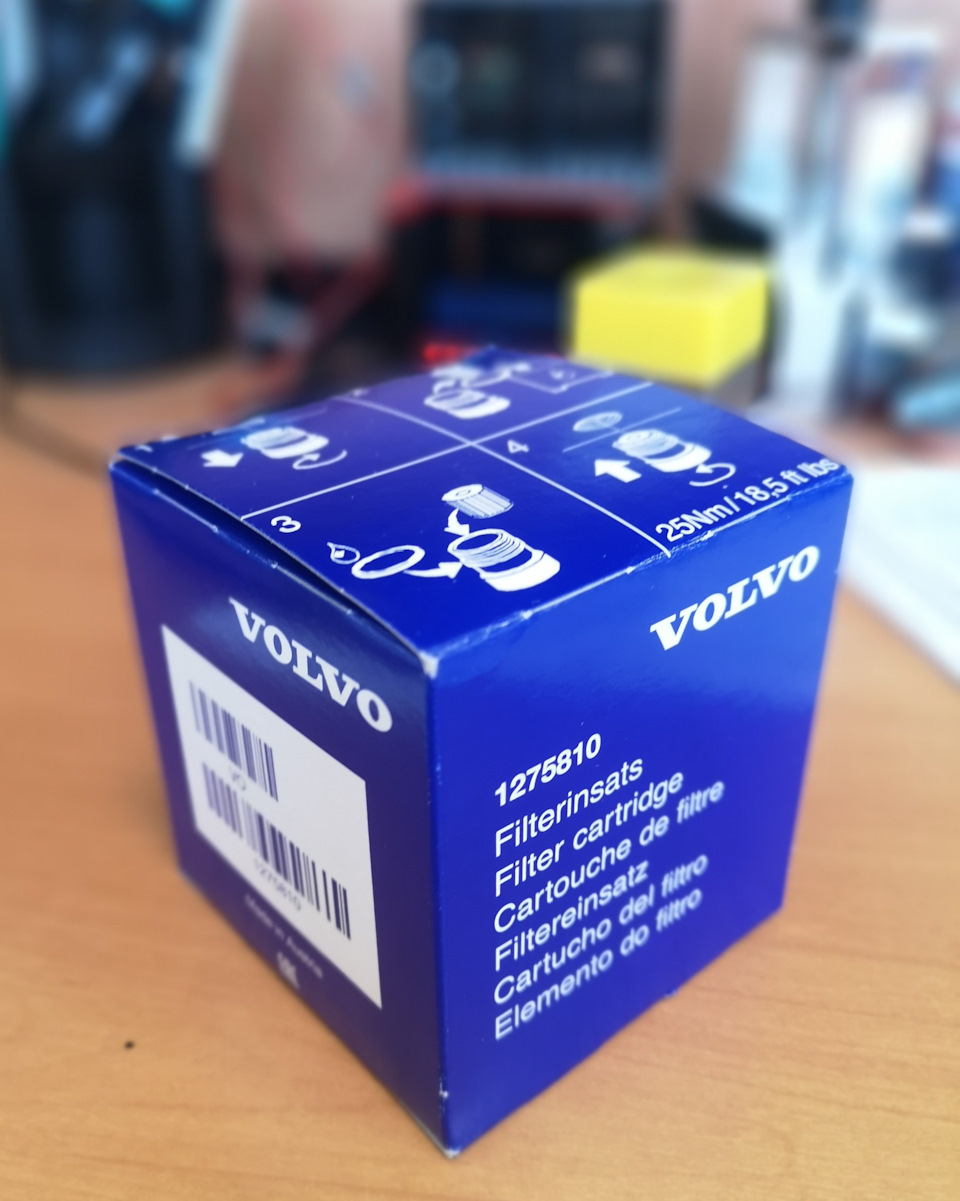 3
4
25Nm/18,5 ft lbs
VOLVO
VOLVO
1275810
1275810
Filterinsats
Filter cartridge
Cartouche de filtre
Filtereinsatz
Cartucho del filtro
Elemento do filtro